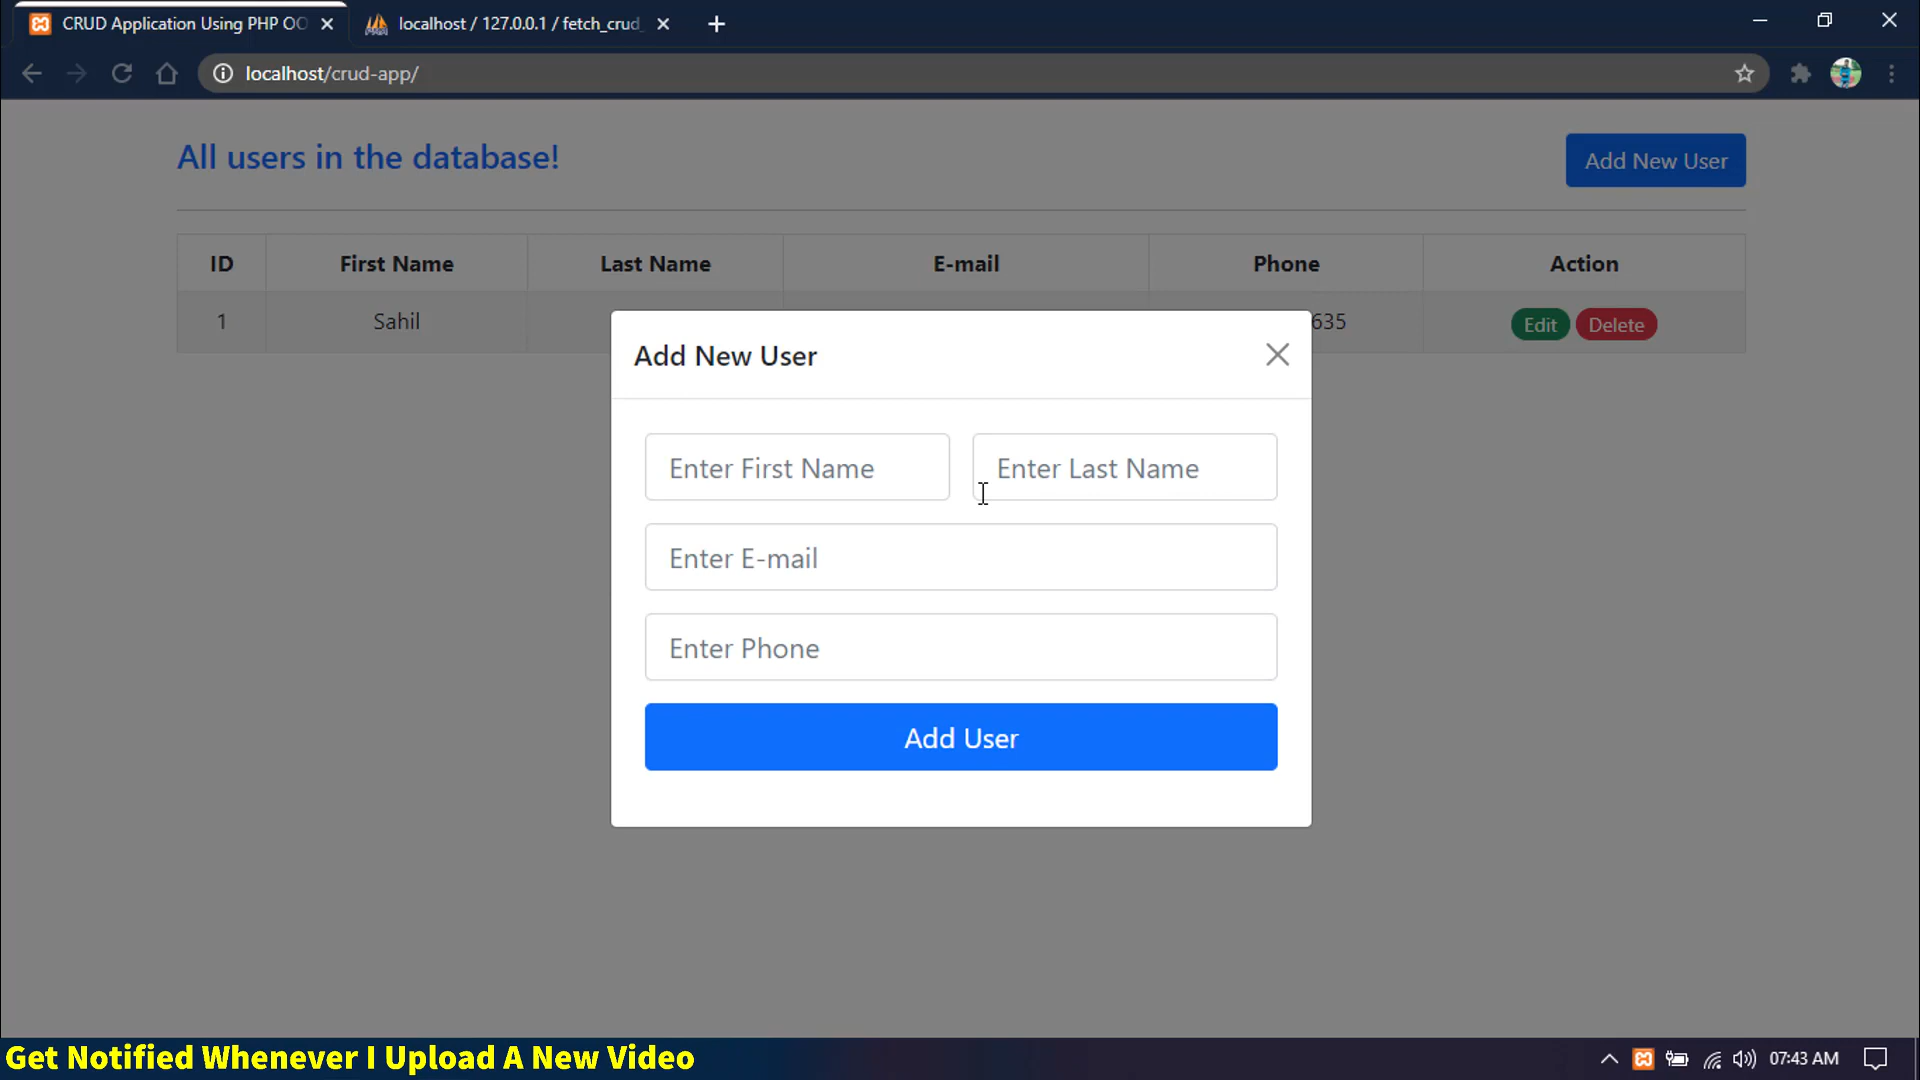 CRUD Application Using PHP OO
localhost / 127.0.0.1 / fetch_crud_
localhost/crud-app/
All users in the database!
Add New User
ID First Name Last Name E-mail Phone Action
1 Sahil 635 Edit Delete
Add New User
Enter First Name Enter Last Name
Enter E-mail
Enter Phone
Add User
Get Notified Whenever I Upload A New Video
07:43 AM